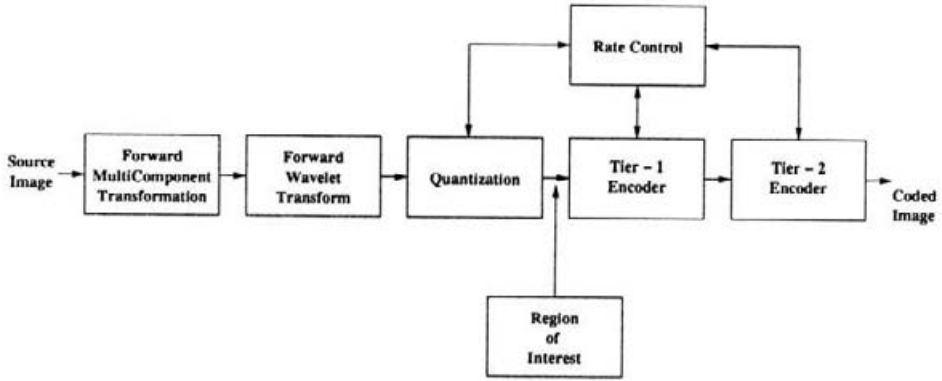 Rate Control
Source
Image
Forward
MultiComponent
Transformation
Forward
Wavelet
Transform
Quantization
Tier – 1
Encoder
Tier – 2
Encoder
Coded
Image
Region
of
Interest